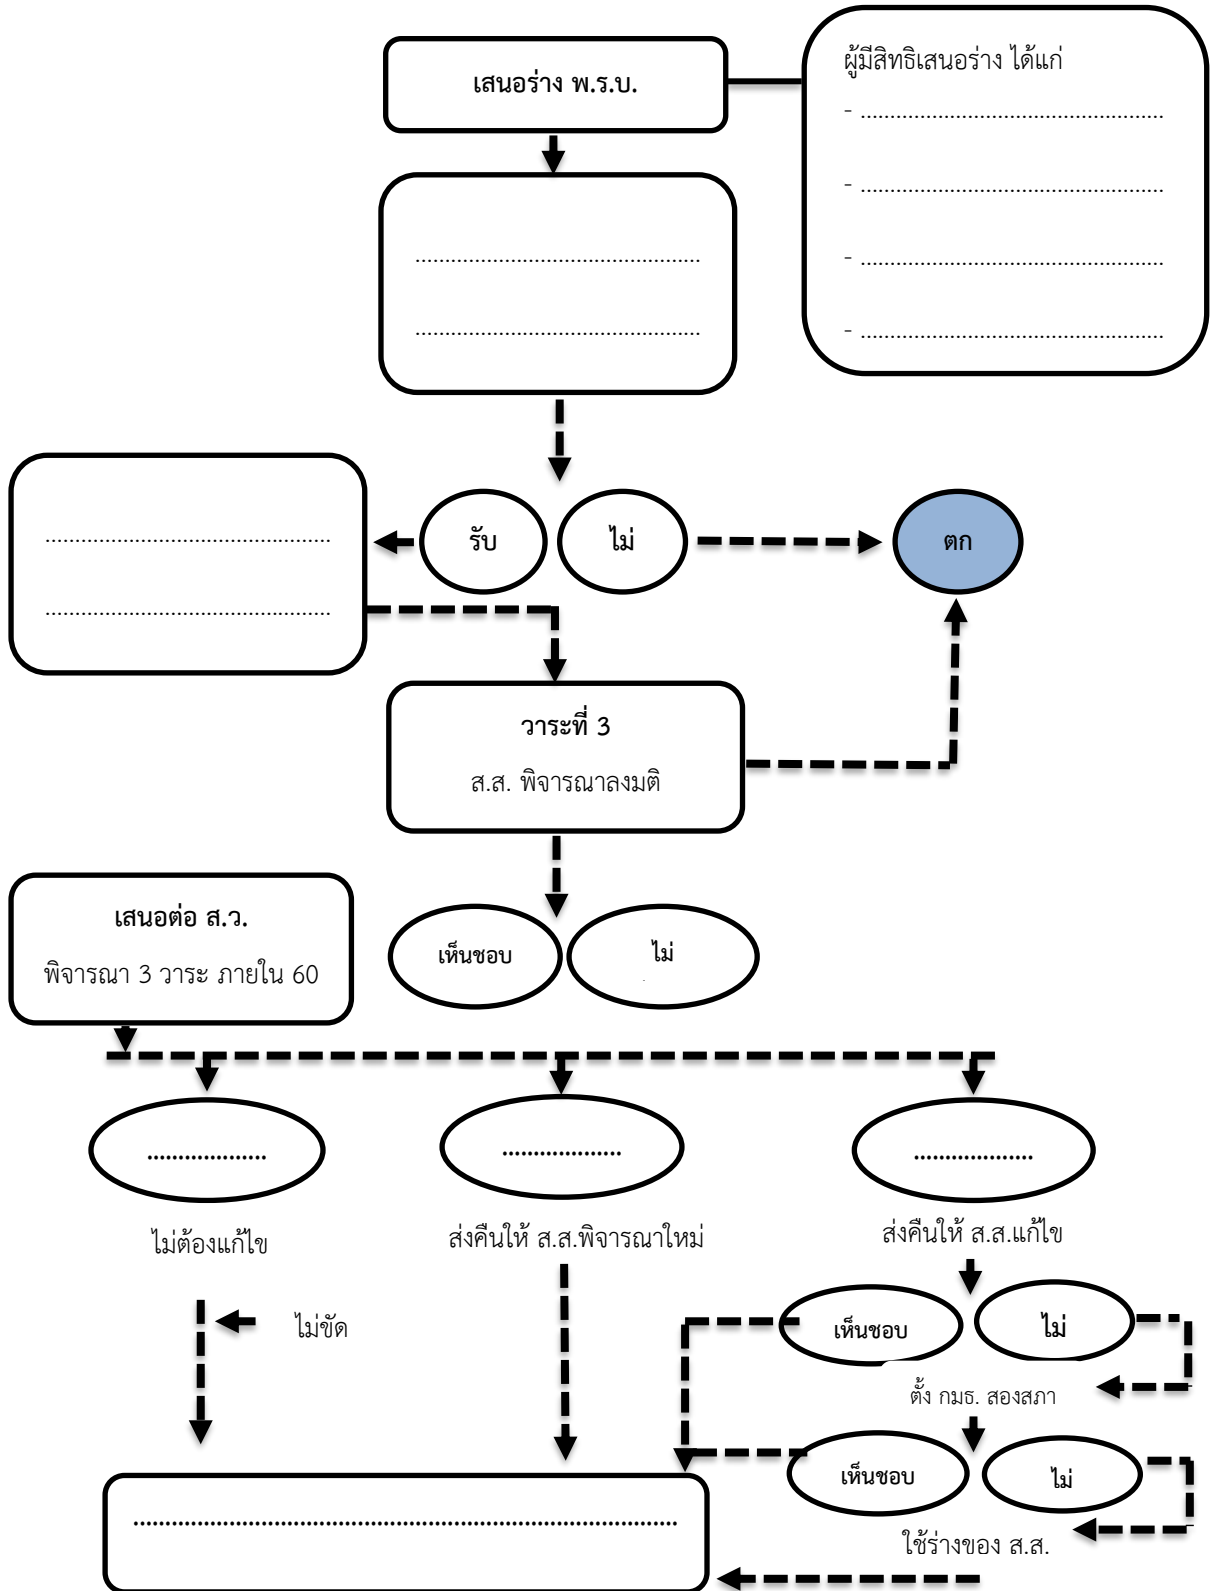 เสนอร่าง พ.ร.บ.
ผู้มีสิทธิเสนอร่าง ได้แก่
- ....................................................
- ....................................................
- ....................................................
- ....................................................
.................................................
.................................................
.................................................
.................................................
รับ
ไม่
ตก
วาระที่ 3
ส.ส. พิจารณาลงมติ
เสนอต่อ ส.ว.
พิจารณา 3 วาระ ภายใน 60
เห็นชอบ
ไม่
...................
...................
...................
ไม่ต้องแก้ไข
ส่งคืนให้ ส.ส.พิจารณาใหม่
ส่งคืนให้ ส.ส.แก้ไข
ไม่ขัด
เห็นชอบ
ไม่
ตั้ง กมธ. สองสภา
เห็นชอบ
ไม่
ใช้ร่างของ ส.ส.
.......................................................................................